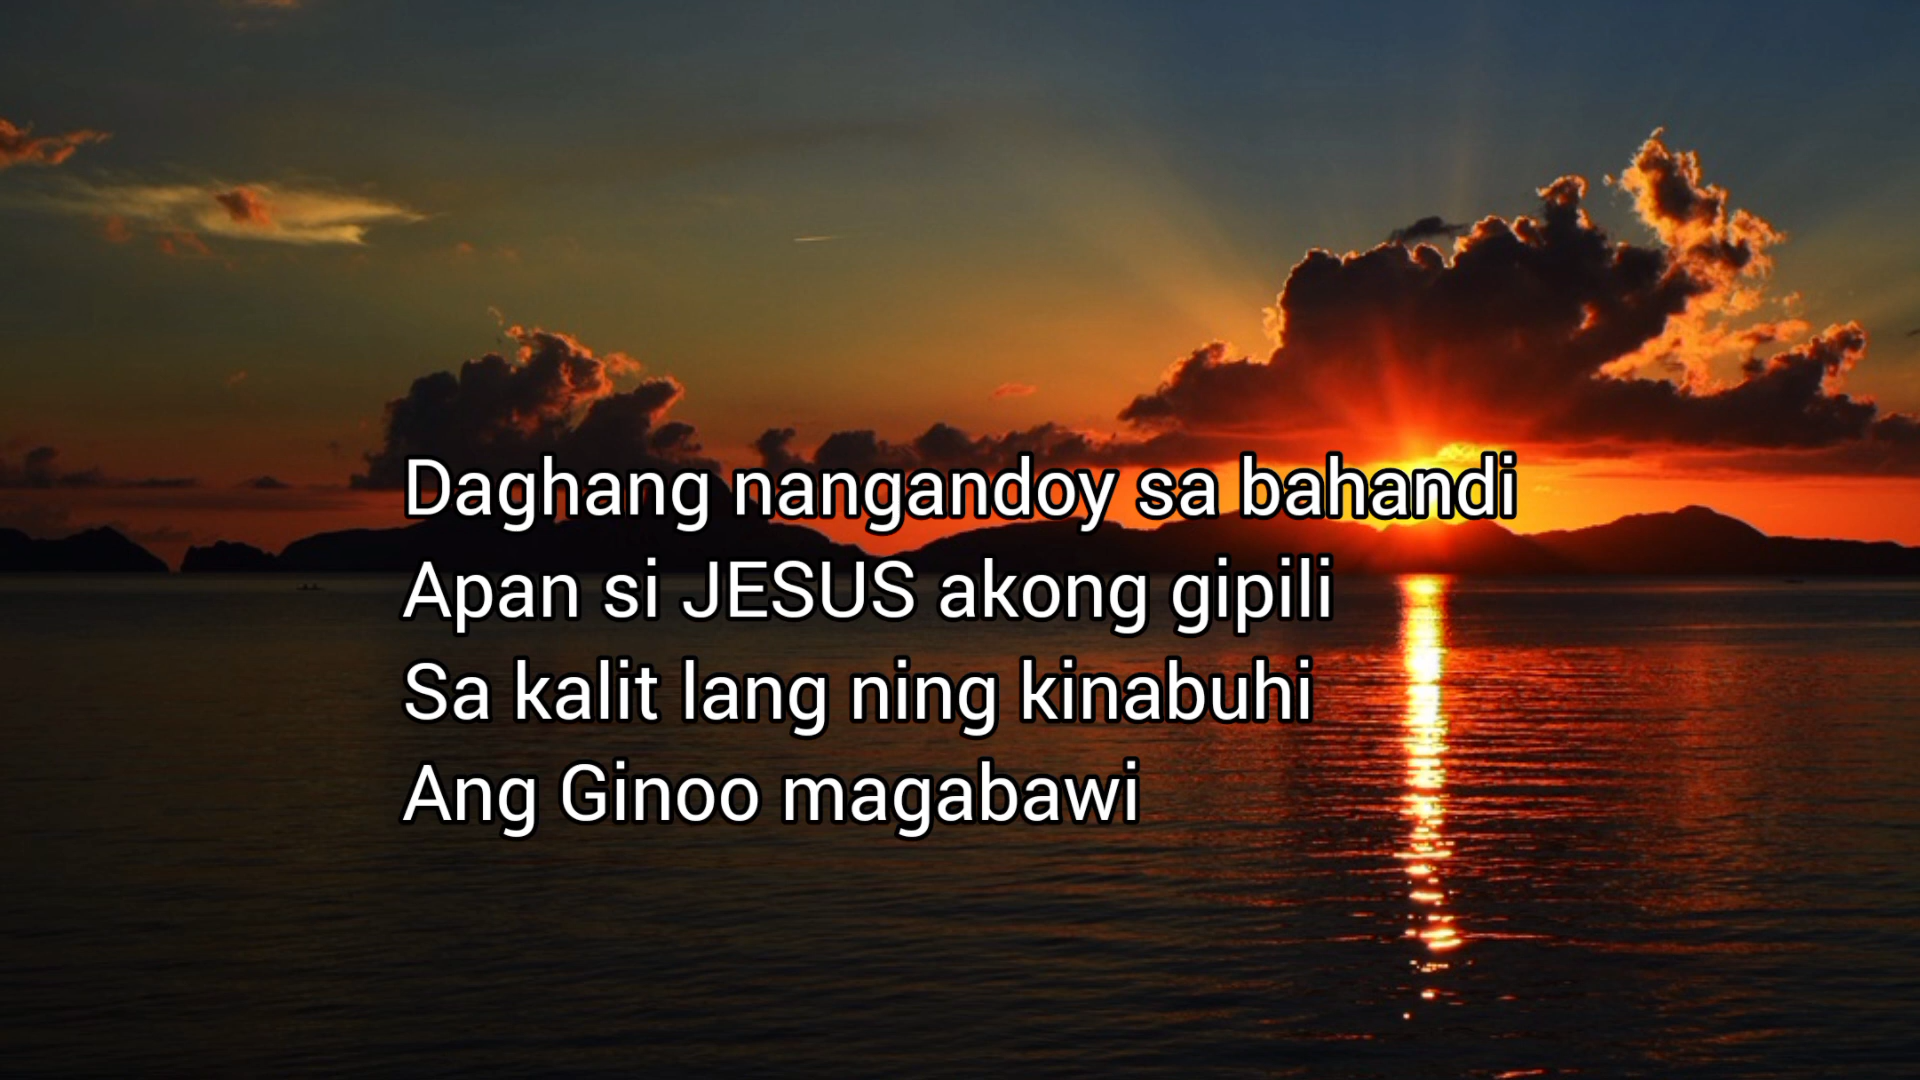 Daghang nangandoy sa bahandi
Apan si JESUS akong gipili
Sa kalit lang ning kinabuhi
Ang Ginoo magabawi